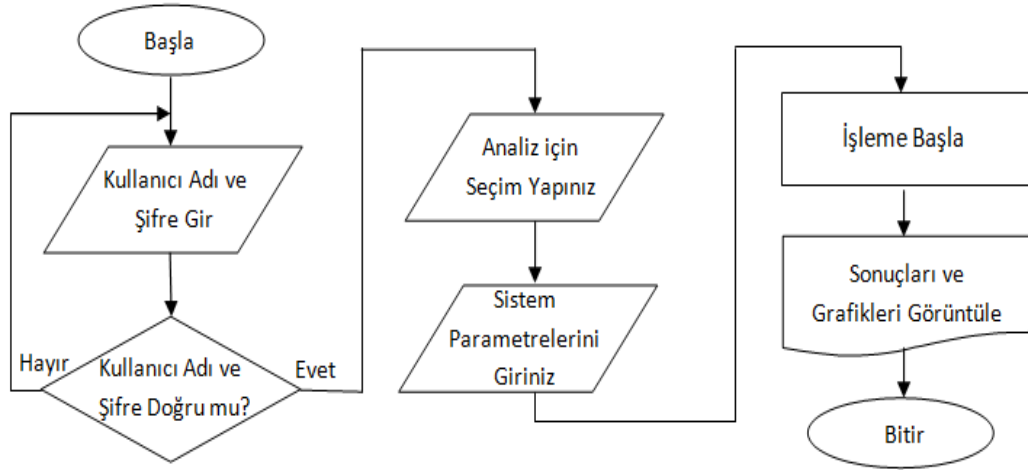 Başla
Kullanıcı Adı ve
Şifre Gir
Hayır
Kullanıcı Adı ve
Şifre Doğru mu?
Evet
Analiz için
Seçim Yapınız
Sistem
Parametrelerini
Giriniz
İşleme Başla
Sonuçları ve
Grafikleri Görüntüle
Bitir